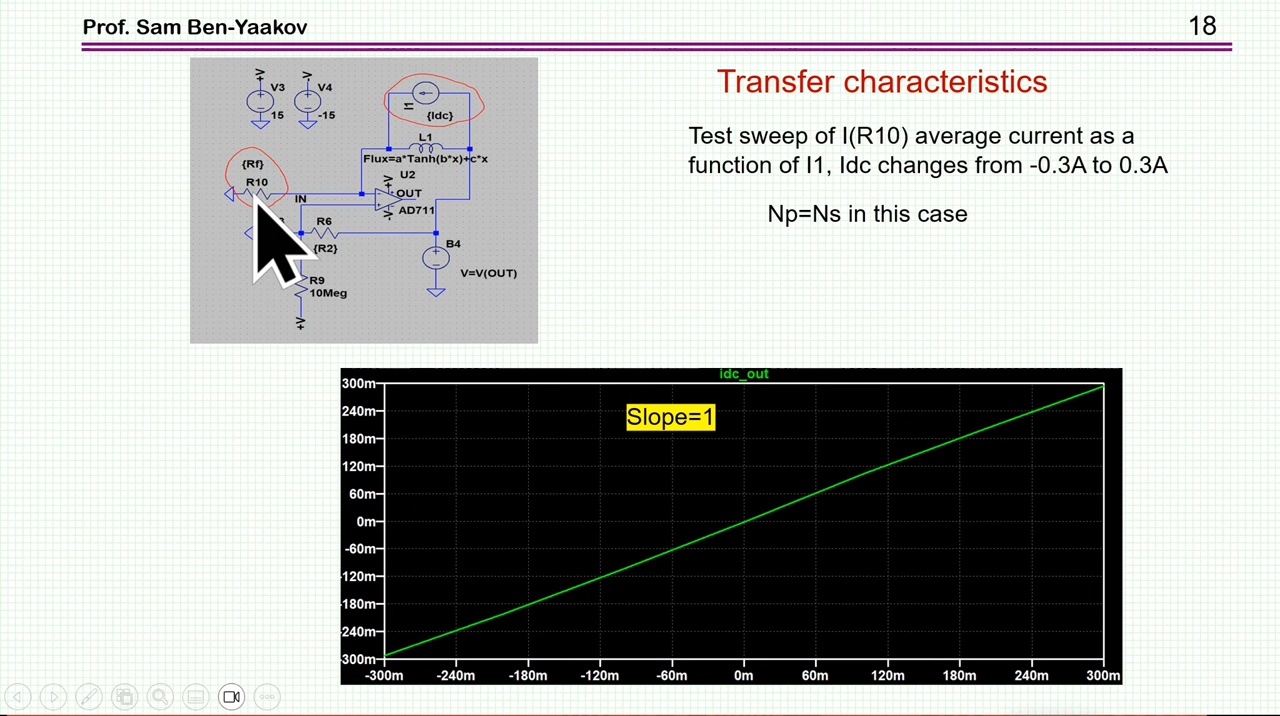 Prof. Sam Ben-Yaakov
18
Transfer characteristics
Test sweep of I(R10) average current as a
function of I1, Idc changes from -0.3A to 0.3A
Np=Ns in this case
+V
V3
15
-V
V4
-15
I1
{Idc}
L1
Flux=a*Tanh(b*x)+c*x
{Rf}
R10
IN
+V
U2
OUT
AD711
-V
R6
{R2}
B4
V=V(OUT)
R9
10Meg
+V
idc_out
Slope=1
300m
240m
180m
120m
60m
0m
-60m
-120m
-180m
-240m
-300m
-300m -240m -180m -120m -60m 0m 60m 120m 180m 240m 300m